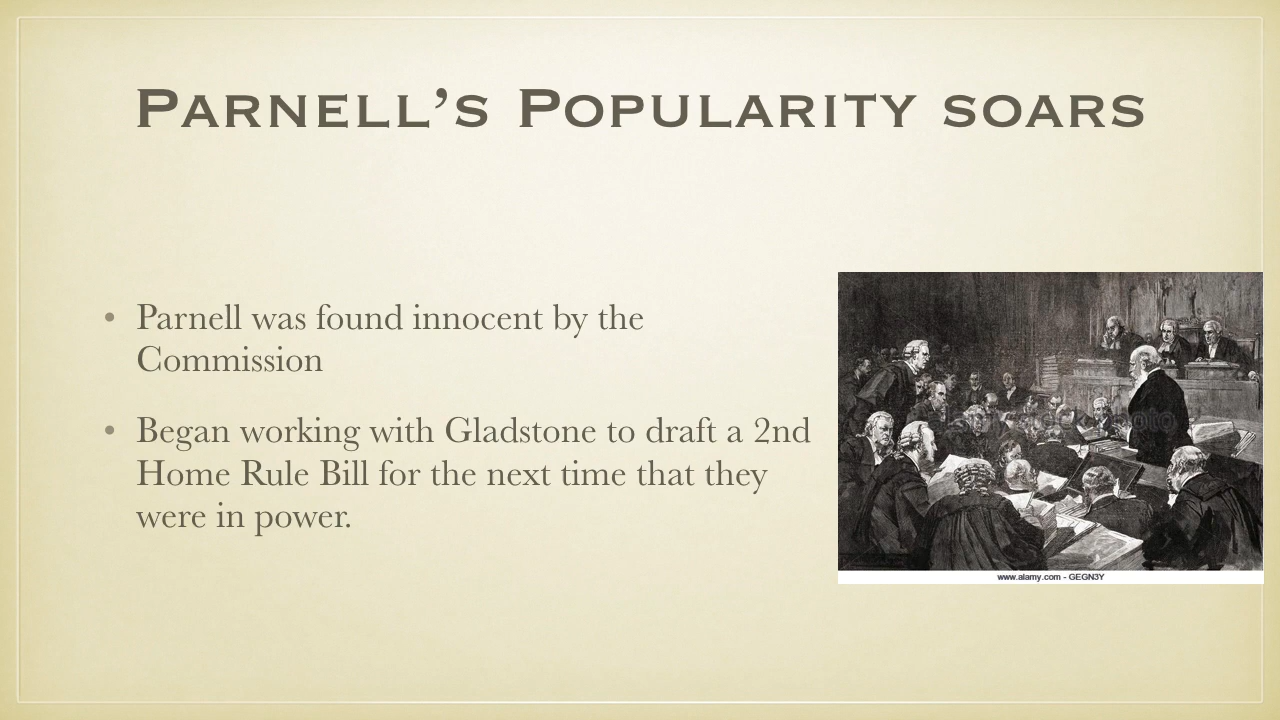 Parnell’s Popularity soars
• Parnell was found innocent by the
Commission
• Began working with Gladstone to draft a 2nd
Home Rule Bill for the next time that they
were in power.
www.alamy.com - GEGN3Y